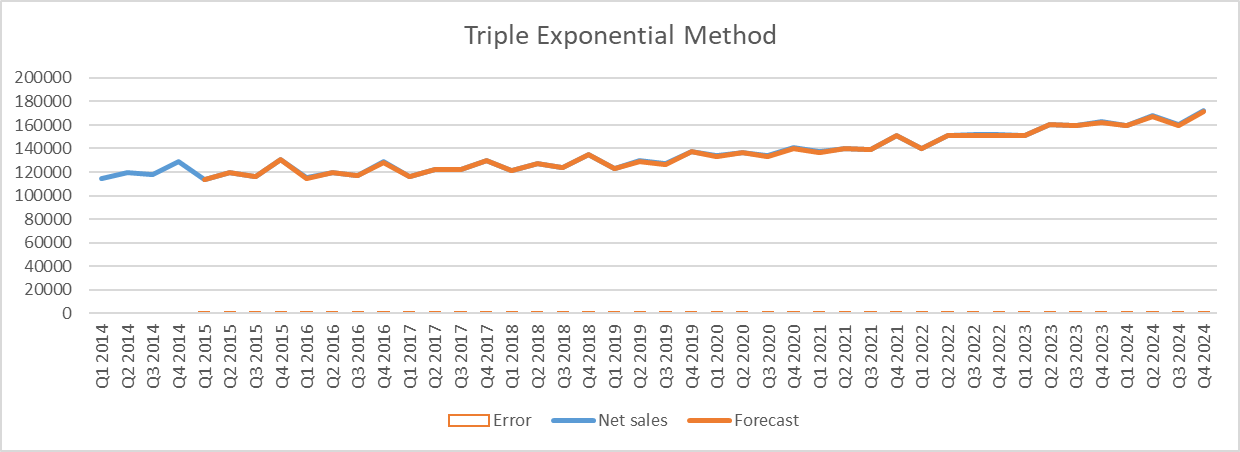 Triple Exponential Method
200000
180000
160000
140000
120000
100000
80000
60000
40000
20000
0
Q1 2014
Q2 2014
Q3 2014
Q4 2014
Q1 2015
Q2 2015
Q3 2015
Q4 2015
Q1 2016
Q2 2016
Q3 2016
Q4 2016
Q1 2017
Q2 2017
Q3 2017
Q4 2017
Q1 2018
Q2 2018
Q3 2018
Q4 2018
Q1 2019
Q2 2019
Q3 2019
Q4 2019
Q1 2020
Q2 2020
Q3 2020
Q4 2020
Q1 2021
Q2 2021
Q3 2021
Q4 2021
Q1 2022
Q2 2022
Q3 2022
Q4 2022
Q1 2023
Q2 2023
Q3 2023
Q4 2023
Q1 2024
Q2 2024
Q3 2024
Q4 2024
Error Net sales Forecast